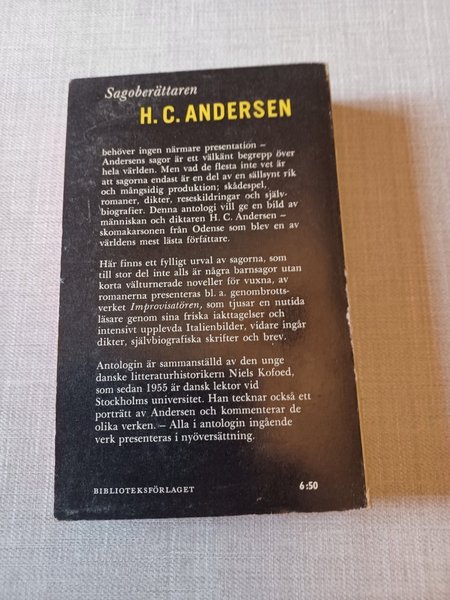 Sagoberättaren
H. C. ANDERSEN
behöver ingen närmare presentation –
Andersens sagor är ett välkänt begrepp över
hela världen. Men vad de flesta inte vet är
att sagorna endast är en del av en sällsynt rik
och mångsidig produktion; skådespel,
romaner, dikter, reseskildringar och själv-
biografier. Denna antologi vill ge en bild av
människan och diktaren H. C. Andersen –
skomakarsonen från Odense som blev en av
världens mest lästa författare.
Här finns ett fylligt urval av sagorna, som
till stor del inte alls är några barnsagor utan
korta välturnerade noveller för vuxna, av
romanerna presenteras bl. a. genombrotts-
verket Improvisatören, som tjusar en nutida
läsare genom sina friska iakttagelser och
intensivt upplevda Italienbilder, vidare ingår
dikter, självbiografiska skrifter och brev.
Antologin är sammanställd av den unge
danske litteraturhistorikern Niels Kofoed,
som sedan 1955 är dansk lektor vid
Stockholms universitet. Han tecknar också ett
porträtt av Andersen och kommenterar de
olika verken. – Alla i antologin ingående
verk presenteras i nyöversättning.
BIBLIOTEKSFÖRLAGET
6:50